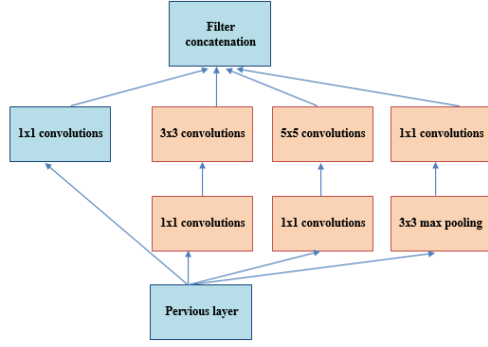 Filter
concatenation
1x1 convolutions
3x3 convolutions
5x5 convolutions
1x1 convolutions
1x1 convolutions
1x1 convolutions
3x3 max pooling
Pervious layer